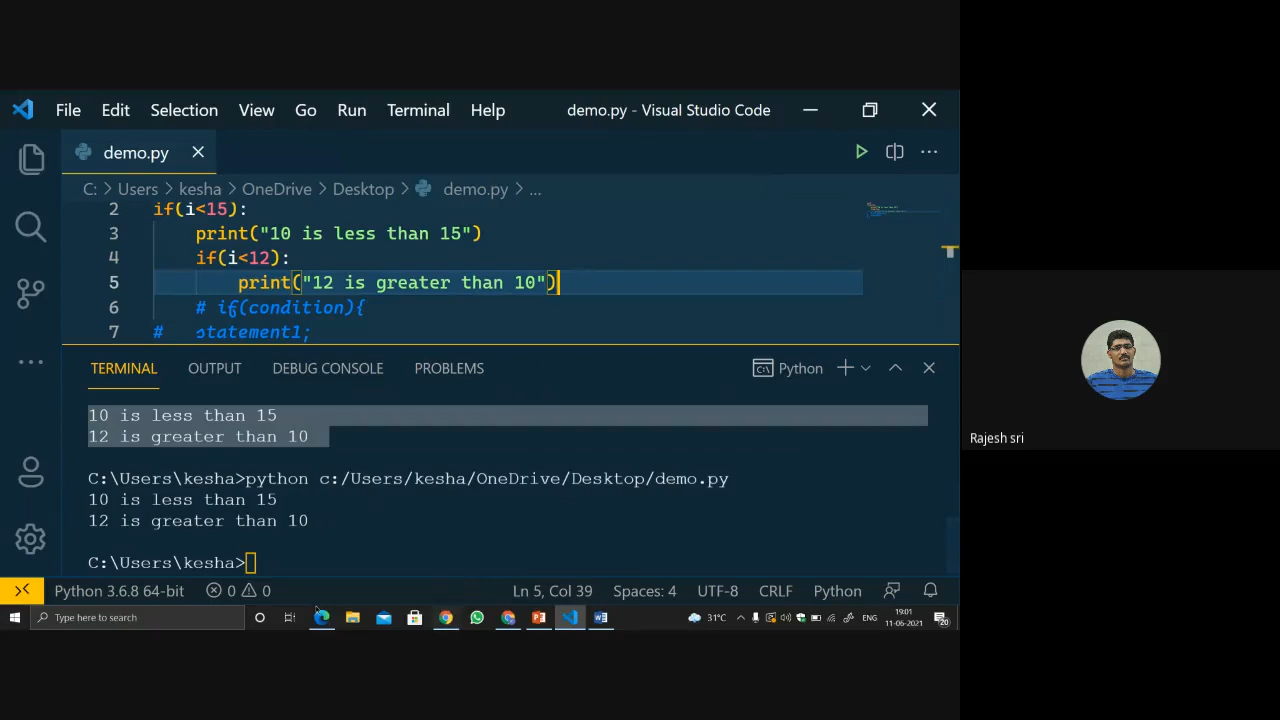 File Edit Selection View Go Run Terminal Help demo.py - Visual Studio Code
demo.py
C: > Users > kesha > OneDrive > Desktop > demo.py > ...
2 if(i<15):
3 print("10 is less than 15")
4 if(i<12):
5 print("12 is greater than 10")
6 # if(condition){
7 # statement1;
TERMINAL OUTPUT DEBUG CONSOLE PROBLEMS Python
10 is less than 15
12 is greater than 10
C:\Users\kesha>python c:/Users/kesha/OneDrive/Desktop/demo.py
10 is less than 15
12 is greater than 10
C:\Users\kesha>
Python 3.6.8 64-bit 0 0 Ln 5, Col 39 Spaces: 4 UTF-8 CRLF Python
Type here to search 31°C ENG 19:01
11-06-2021 20
Rajesh sri